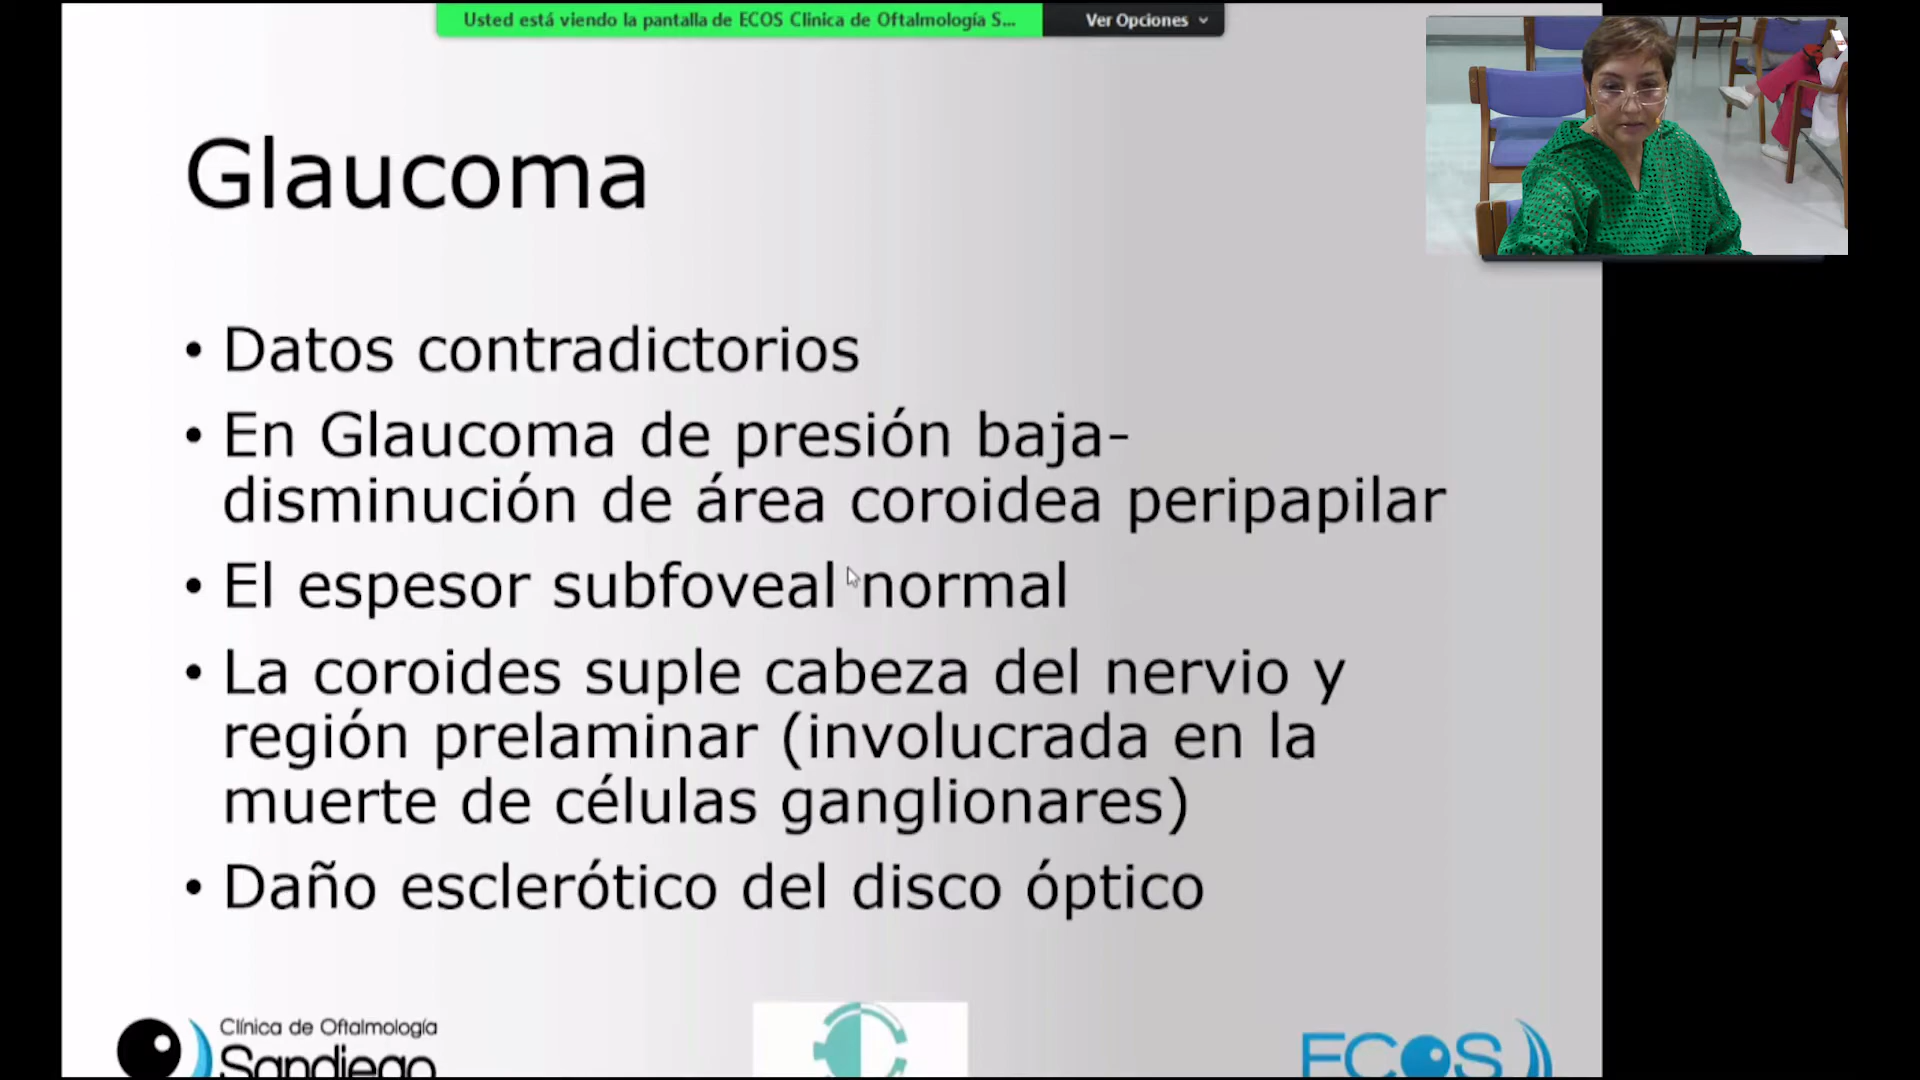 Usted está viendo la pantalla de ECOS Clinica de Oftalmología S...
Ver Opciones
Glaucoma
• Datos contradictorios
• En Glaucoma de presión baja-
disminución de área coroidea peripapilar
• El espesor subfoveal normal
• La coroides suple cabeza del nervio y
región prelaminar (involucrada en la
muerte de células ganglionares)
• Daño esclerótico del disco óptico
Clínica de Oftalmología
Sandiego
ECOS